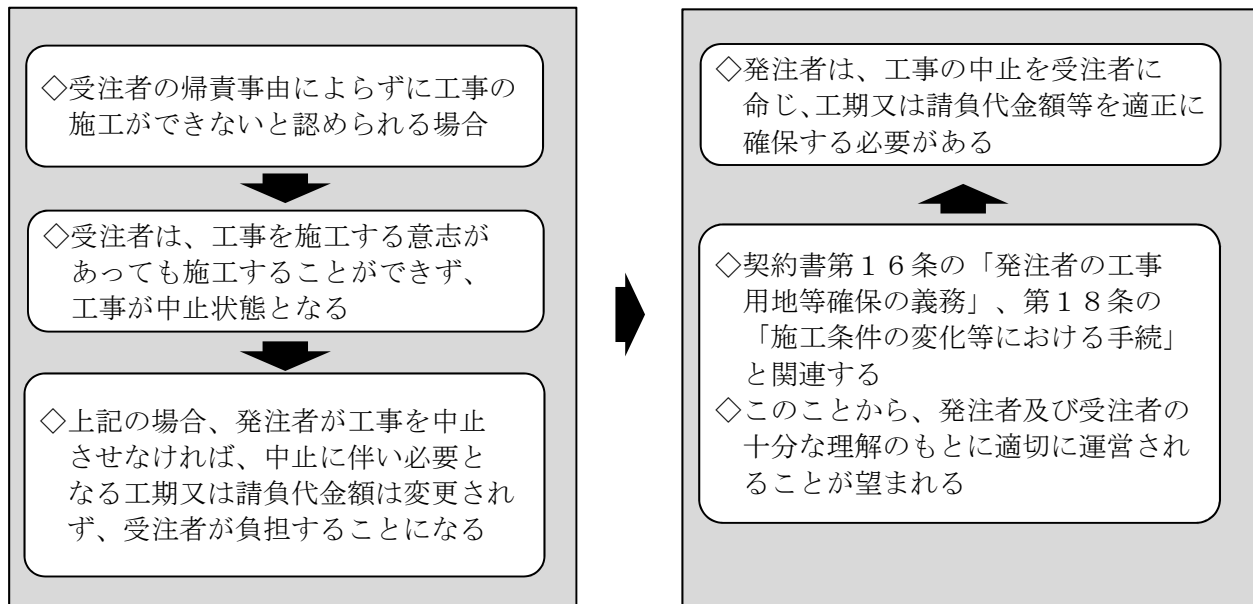 ◇受注者の帰責事由によらずに工事の
施工ができないと認められる場合
◇受注者は、工事を施工する意志が
あっても施工することができず、
工事が中止状態となる
◇上記の場合、発注者が工事を中止
させなければ、中止に伴い必要と
なる工期又は請負代金額は変更され
ず、受注者が負担することになる
◇発注者は、工事の中止を受注者に
命じ、工期又は請負代金額等を適正に
確保する必要がある
◇契約書第１６条の「発注者の工事
用地等確保の義務」、第１８条の
「施工条件の変化等における手続」
と関連する
◇このことから、発注者及び受注者の
十分な理解のもとに適切に運営され
ることが望まれる